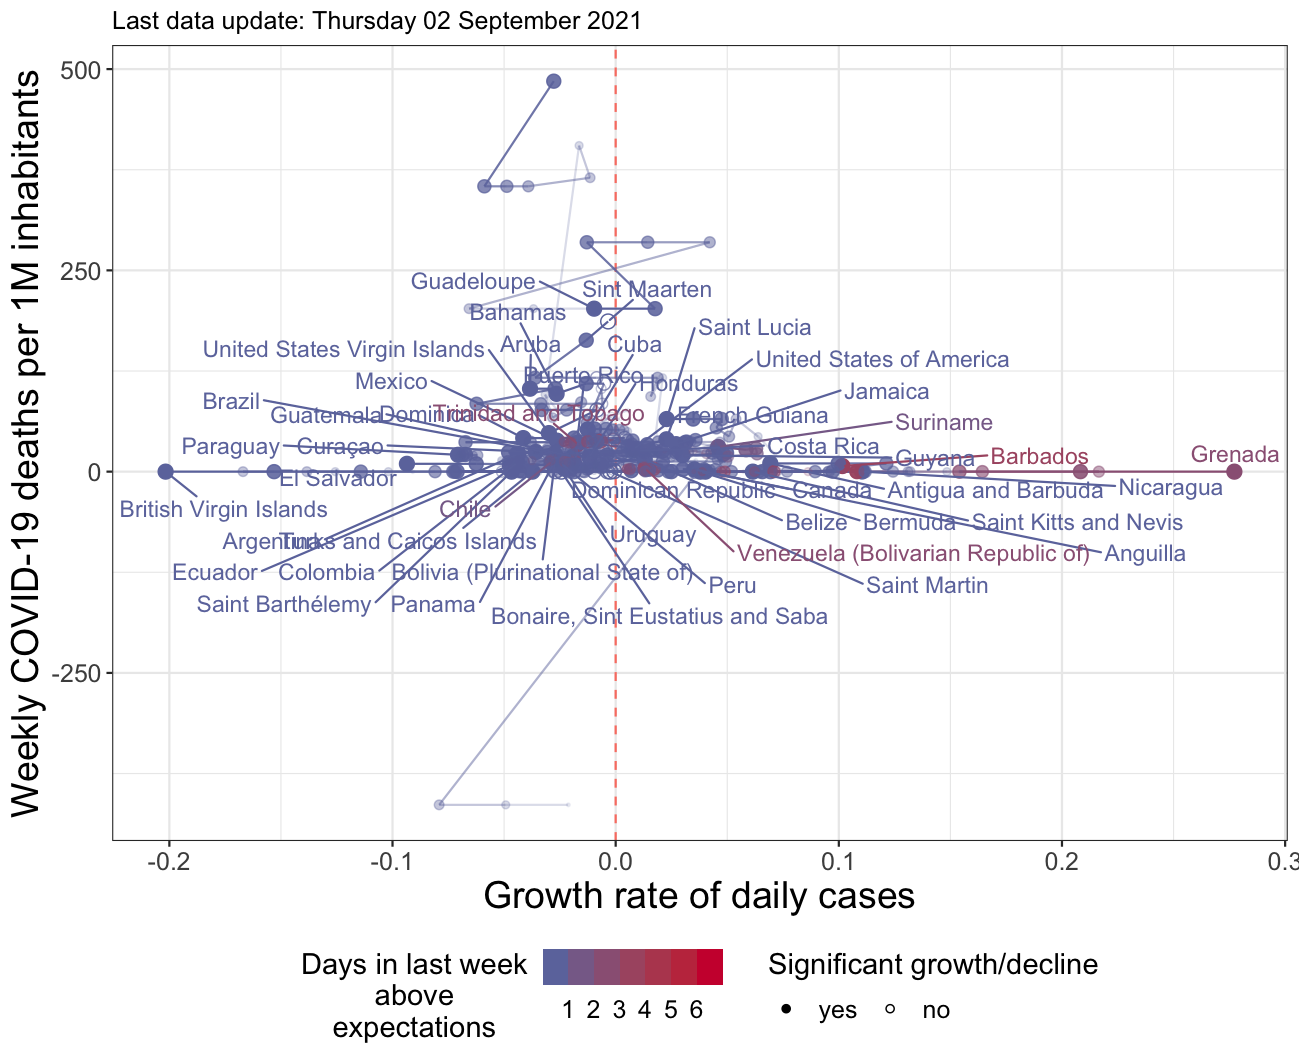 Last data update: Thursday 02 September 2021
Weekly COVID-19 deaths per 1M inhabitants
500
250
0
-250
Guadeloupe
Sint Maarten
Bahamas
Saint Lucia
United States Virgin Islands
Aruba
Cuba
United States of America
Mexico
Puerto Rico
Honduras
Jamaica
Brazil
Guatemala
Dominica
Trinidad and Tobago
French Guiana
Suriname
Paraguay
Curaçao
Costa Rica
Guyana
Barbados
Grenada
El Salvador
Dominican Republic
Canada
Antigua and Barbuda
Nicaragua
British Virgin Islands
Chile
Belize
Bermuda
Saint Kitts and Nevis
Argentina
Turks and Caicos Islands
Uruguay
Venezuela (Bolivarian Republic of)
Anguilla
Ecuador
Colombia
Bolivia (Plurinational State of)
Peru
Saint Martin
Saint Barthélemy
Panama
Bonaire, Sint Eustatius and Saba
-0.2
-0.1
0.0
0.1
0.2
0.3
Growth rate of daily cases
Days in last week
above
expectations
1 2 3 4 5 6
Significant growth/decline
yes
no